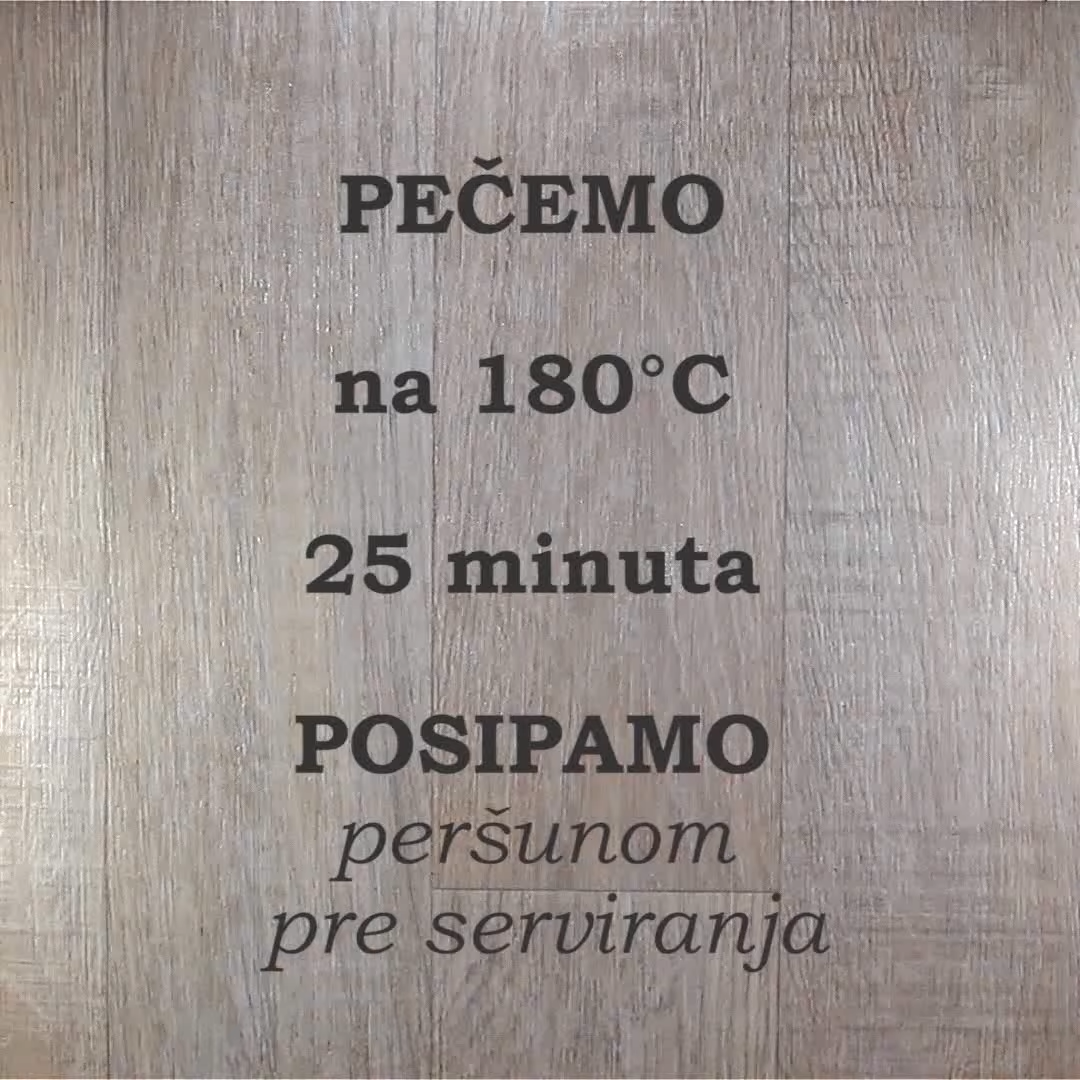 PEČEMO
na 180°C
25 minuta
POSIPAMO
peršunom
pre serviranja